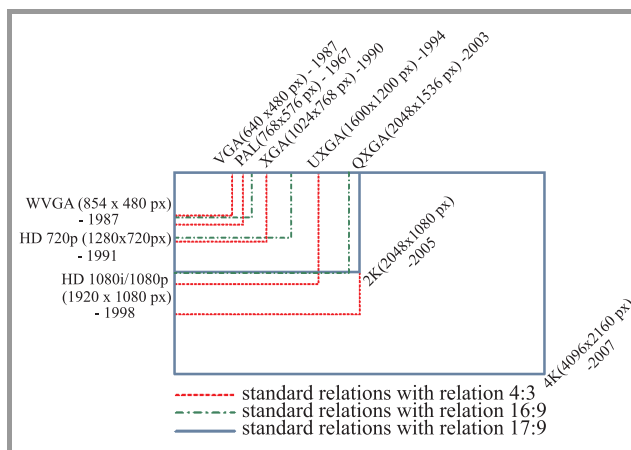 VGA(640 x480 px) - 1987
PAL(768x576 px) - 1967
XGA(1024x768 px) -1990
UXGA(1600x1200 px) -1994
QXGA(2048x1536 px) -2003
WVGA (854 x 480 px)
- 1987
HD 720p (1280x720px)
- 1991
HD 1080i/1080p
(1920 x 1080 px)
- 1998
2K(2048x1080 px)
-2005
4K(4096x2160 px)
-2007
standard relations with relation 4:3
standard relations with relation 16:9
standard relations with relation 17:9